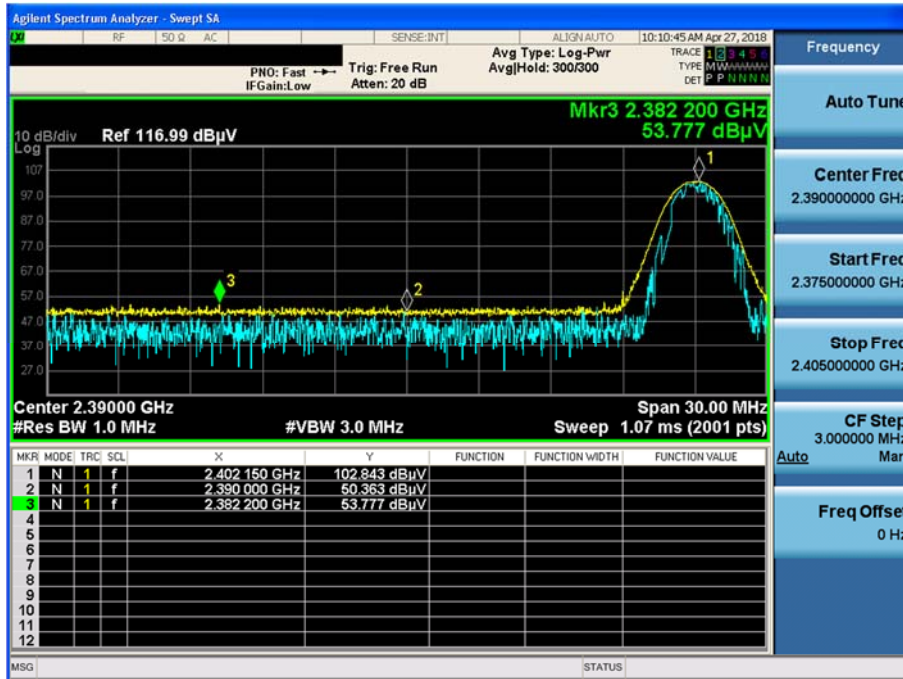 Agilent Spectrum Analyzer - Swept SA
RF 50 Ω AC SENSE:INT ALIGN AUTO 10:10:45 AM Apr 27, 2018
PNO: Fast Trig: Free Run Avg Type: Log-Pwr TRACE 1 2 3 4 5 6
IFGain:Low Atten: 20 dB Avg|Hold: 300/300 TYPE M W
DET P P N N N N
Mkr3 2.382 200 GHz
53.777 dBµV
10 dB/div Ref 116.99 dBµV
Log
107
97.0
87.0
77.0
67.0
57.0
47.0
37.0
27.0
1
2
3
Center 2.39000 GHz Span 30.00 MHz
#Res BW 1.0 MHz #VBW 3.0 MHz Sweep 1.07 ms (2001 pts)
MKR MODE TRC SCL X Y FUNCTION FUNCTION WIDTH FUNCTION VALUE
1 N 1 f 2.402 150 GHz 102.843 dBµV
2 N 1 f 2.390 000 GHz 50.363 dBµV
3 N 1 f 2.382 200 GHz 53.777 dBµV
4
5
6
7
8
9
10
11
12
MSG STATUS
Frequency
Auto Tune
Center Freq
2.390000000 GHz
Start Freq
2.375000000 GHz
Stop Freq
2.405000000 GHz
CF Step
3.000000 MHz
Auto Man
Freq Offset
0 Hz